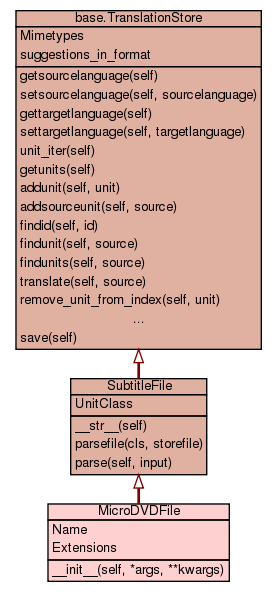 base.TranslationStore
Mimetypes
suggestions_in_format
getsourcelanguage(self)
setsourcelanguage(self, sourcelanguage)
gettargetlanguage(self)
settargetlanguage(self, targetlanguage)
unit_iter(self)
getunits(self)
addunit(self, unit)
addsourceunit(self, source)
findid(self, id)
findunit(self, source)
findunits(self, source)
translate(self, source)
remove_unit_from_index(self, unit)
...
save(self)
SubtitleFile
UnitClass
__str__(self)
parsefile(cls, storefile)
parse(self, input)
MicroDVDFile
Name
Extensions
__init__(self, *args, **kwargs)